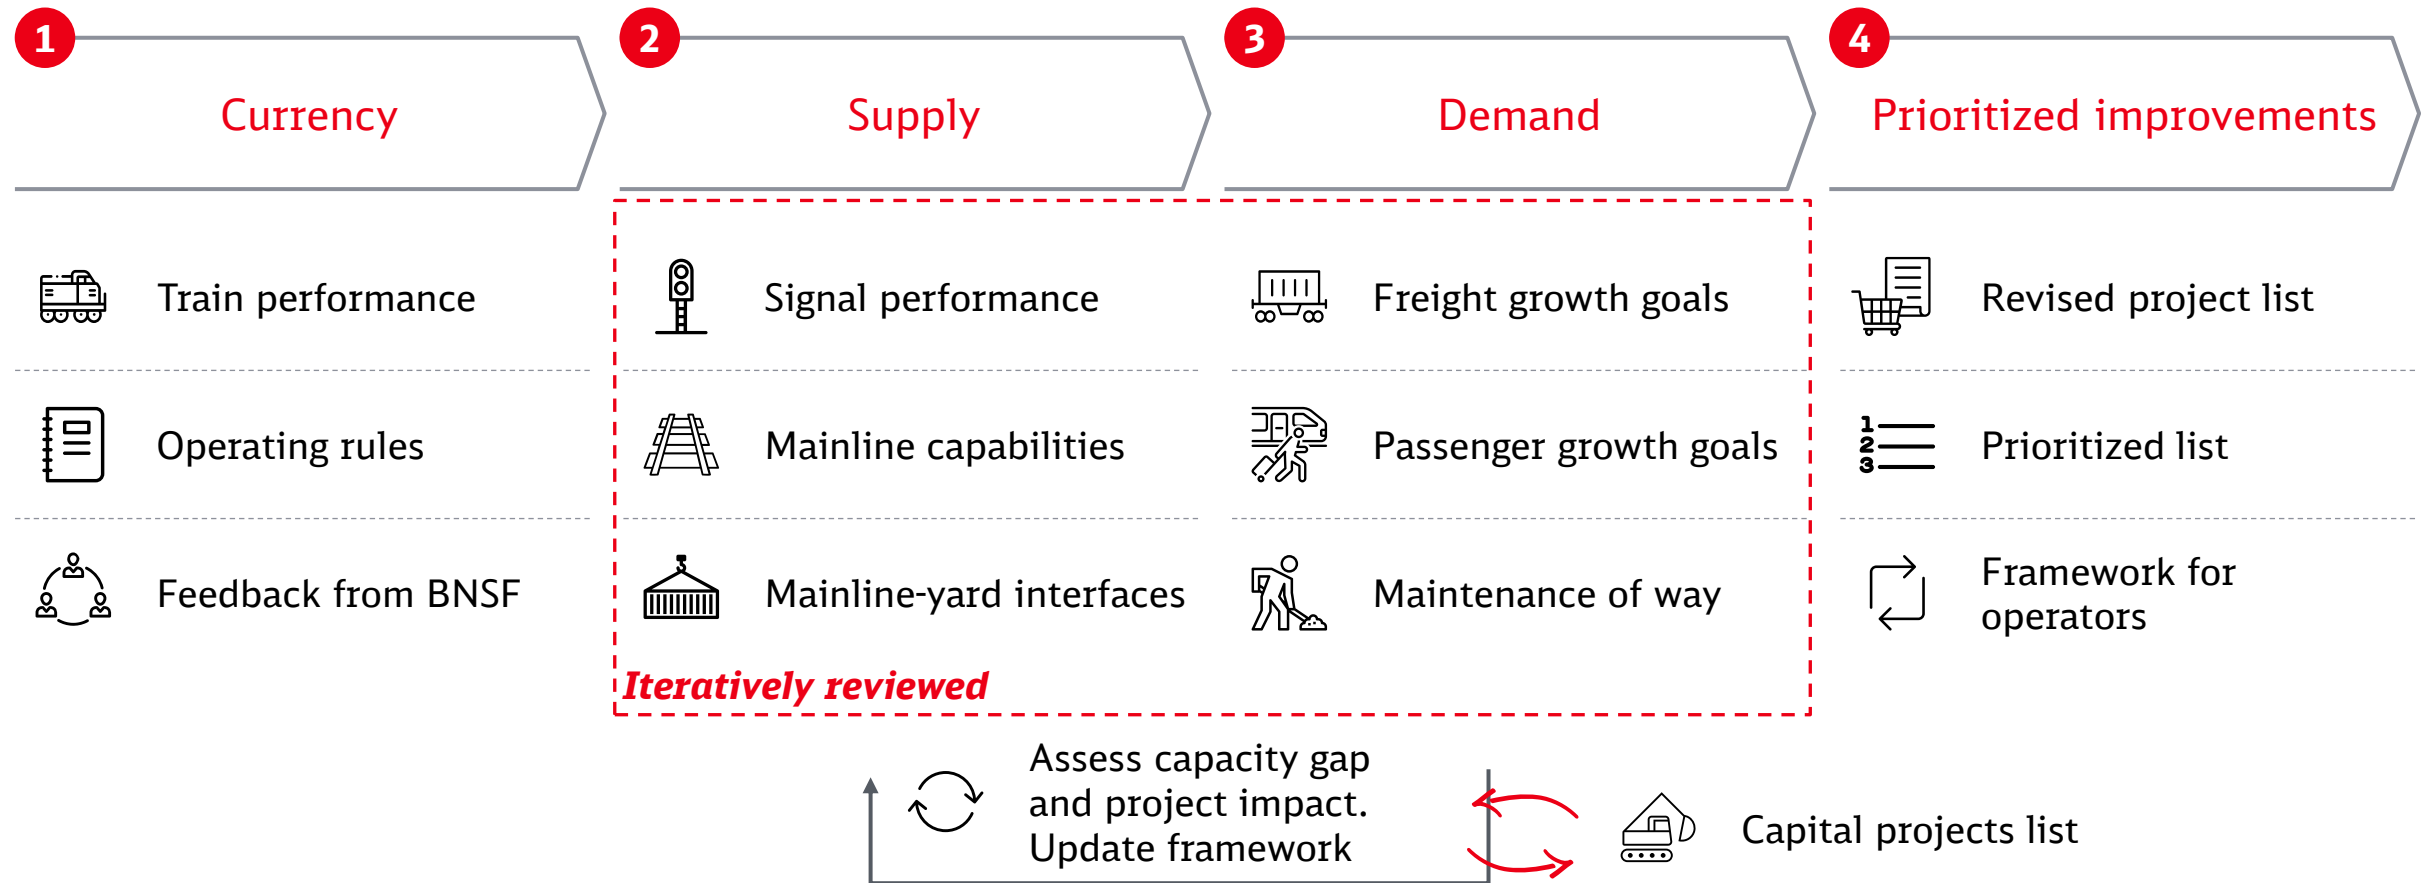 1
Currency
Train performance
Operating rules
Feedback from BNSF
2
Supply
Signal performance
Mainline capabilities
Mainline-yard interfaces
3
Demand
Freight growth goals
Passenger growth goals
Maintenance of way
Iteratively reviewed
4
Prioritized improvements
Revised project list
1
2
3
Prioritized list
Framework for
operators
Assess capacity gap
and project impact.
Update framework
Capital projects list